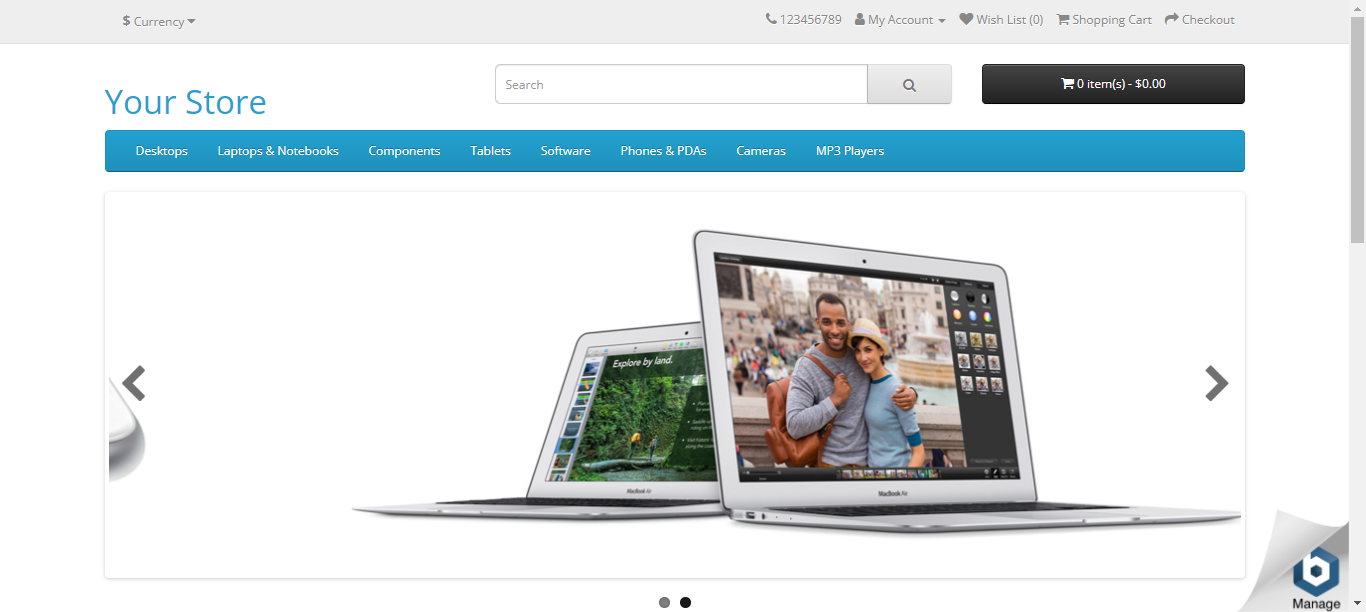 $ Currency
123456789 My Account Wish List (0) Shopping Cart Checkout
Your Store
Search
0 item(s) - $0.00
Desktops Laptops & Notebooks Components Tablets Software Phones & PDAs Cameras MP3 Players
Explore by land.
MacBook Air
MacBook Air
Manage